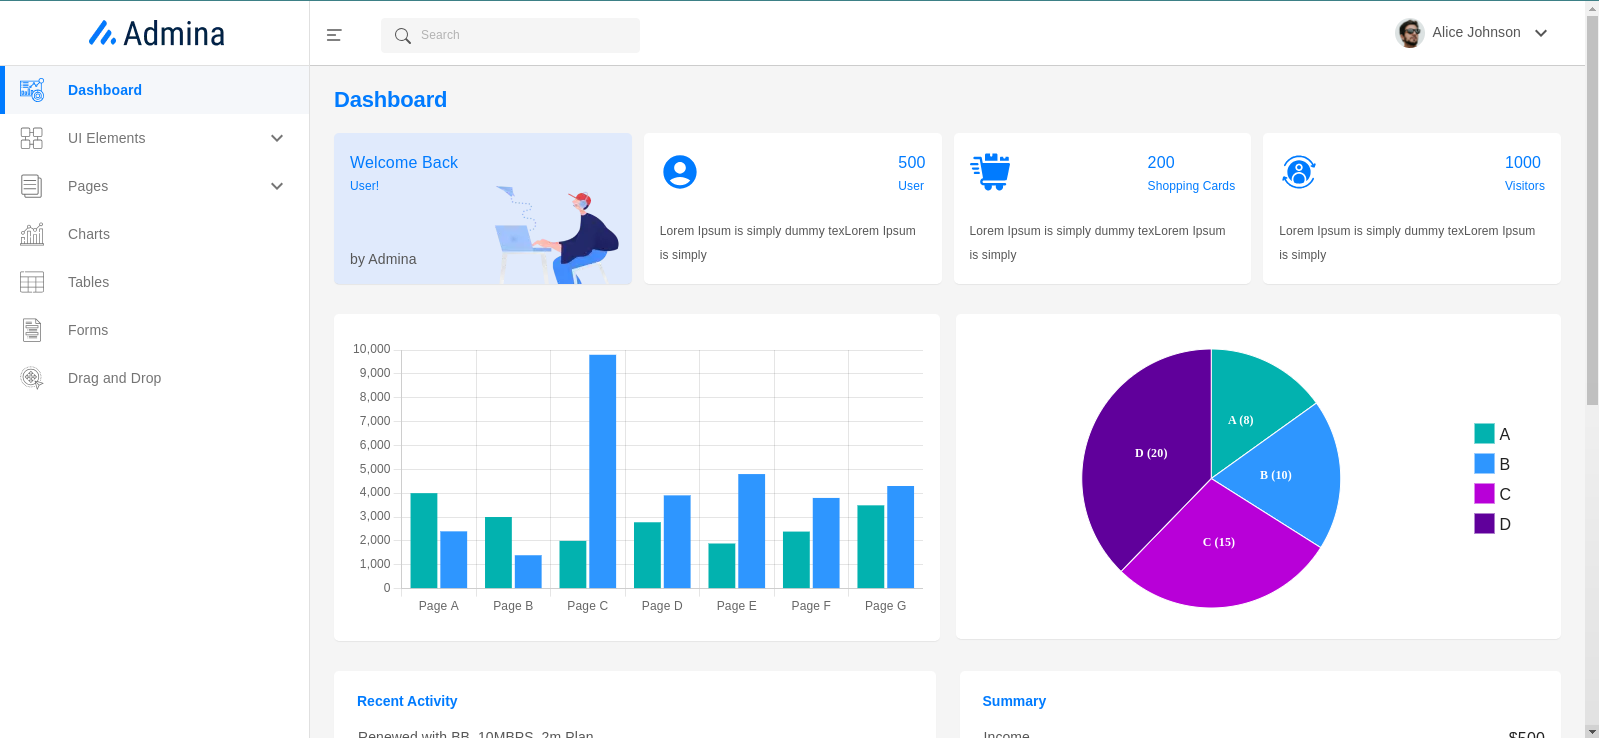 Admina
Search
Alice Johnson
Dashboard
UI Elements
Pages
Charts
Tables
Forms
Drag and Drop
Dashboard
Welcome Back
User!
by Admina
500
User
Lorem Ipsum is simply dummy texLorem Ipsum
is simply
200
Shopping Cards
Lorem Ipsum is simply dummy texLorem Ipsum
is simply
1000
Visitors
Lorem Ipsum is simply dummy texLorem Ipsum
is simply
10,000
9,000
8,000
7,000
6,000
5,000
4,000
3,000
2,000
1,000
0
Page A Page B Page C Page D Page E Page F Page G
A (8)
B (10)
C (15)
D (20)
A
B
C
D
Recent Activity
Renewed with BB, 10MBPS, 2m Plan
Summary
Income $500